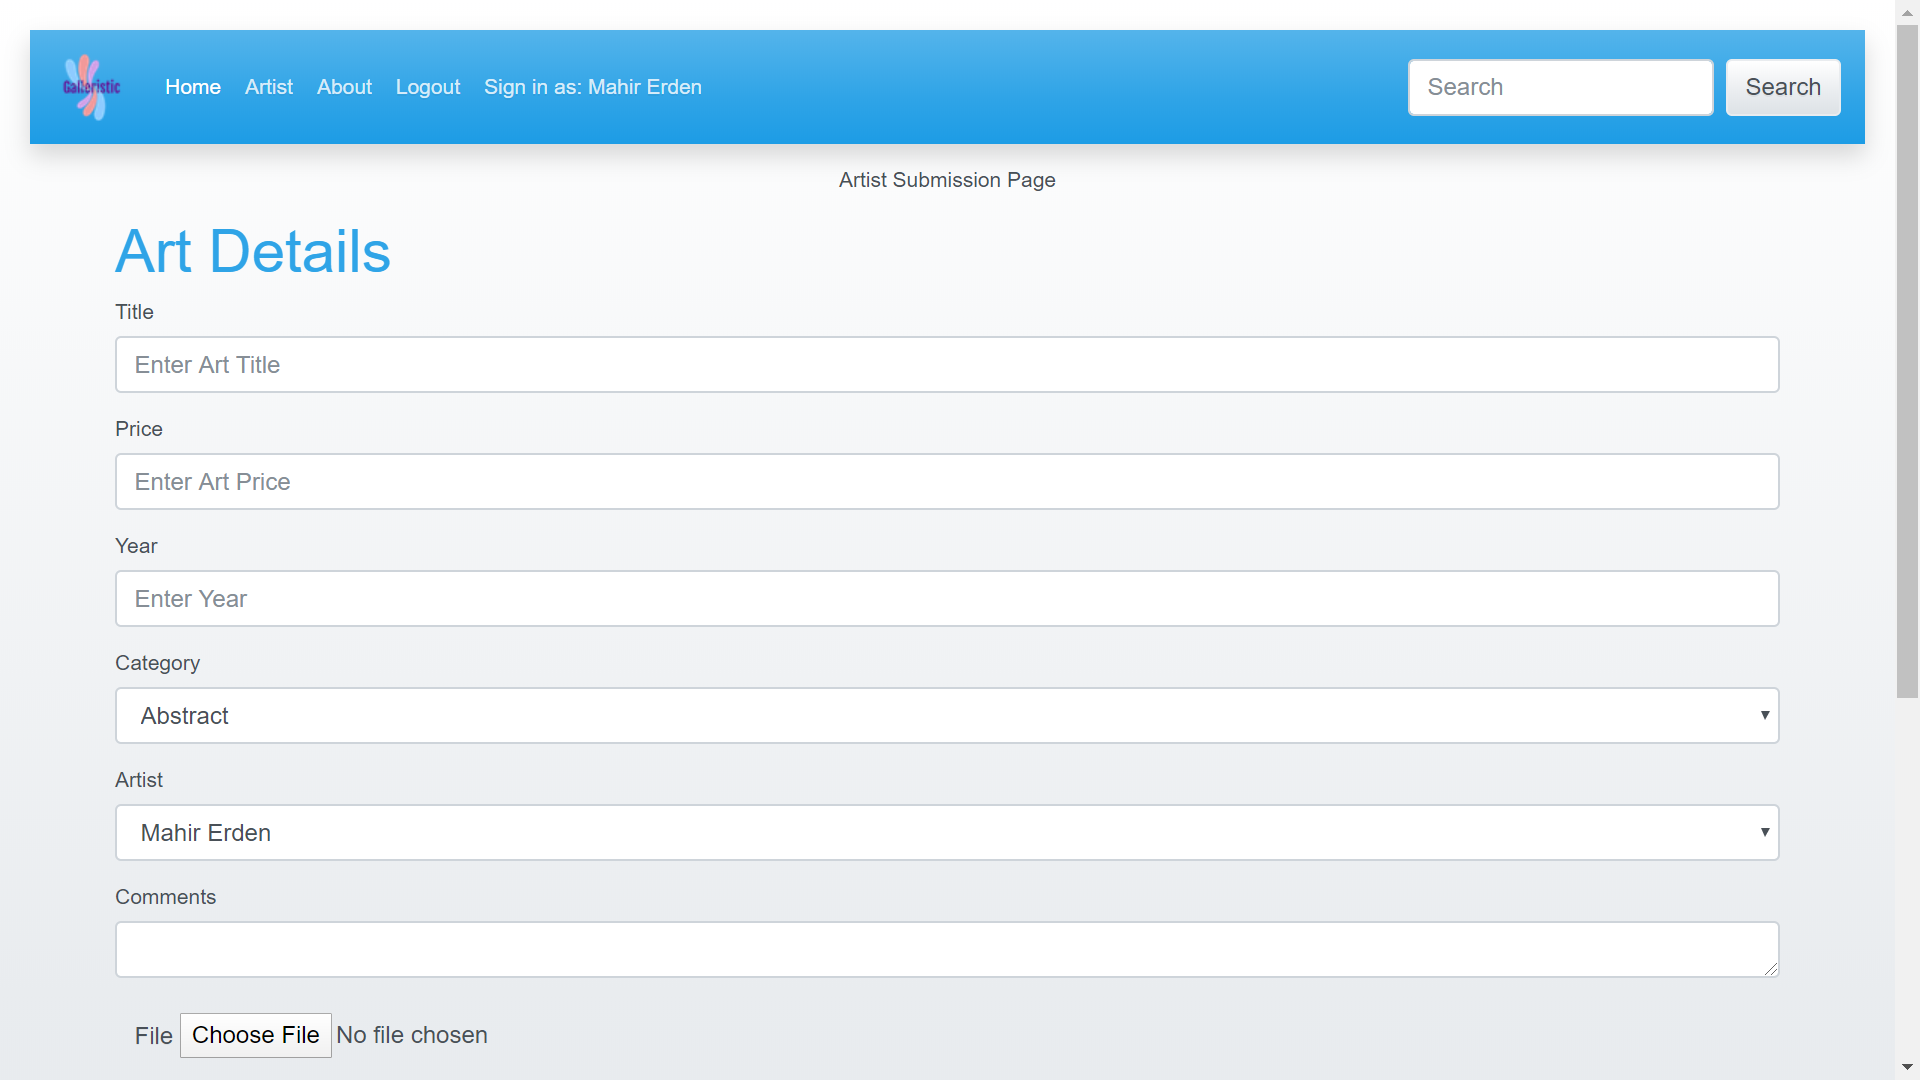 Galleristic
Home Artist About Logout Sign in as: Mahir Erden Search Search
Artist Submission Page
Art Details
Title
Enter Art Title
Price
Enter Art Price
Year
Enter Year
Category
Abstract
Artist
Mahir Erden
Comments
File Choose File No file chosen